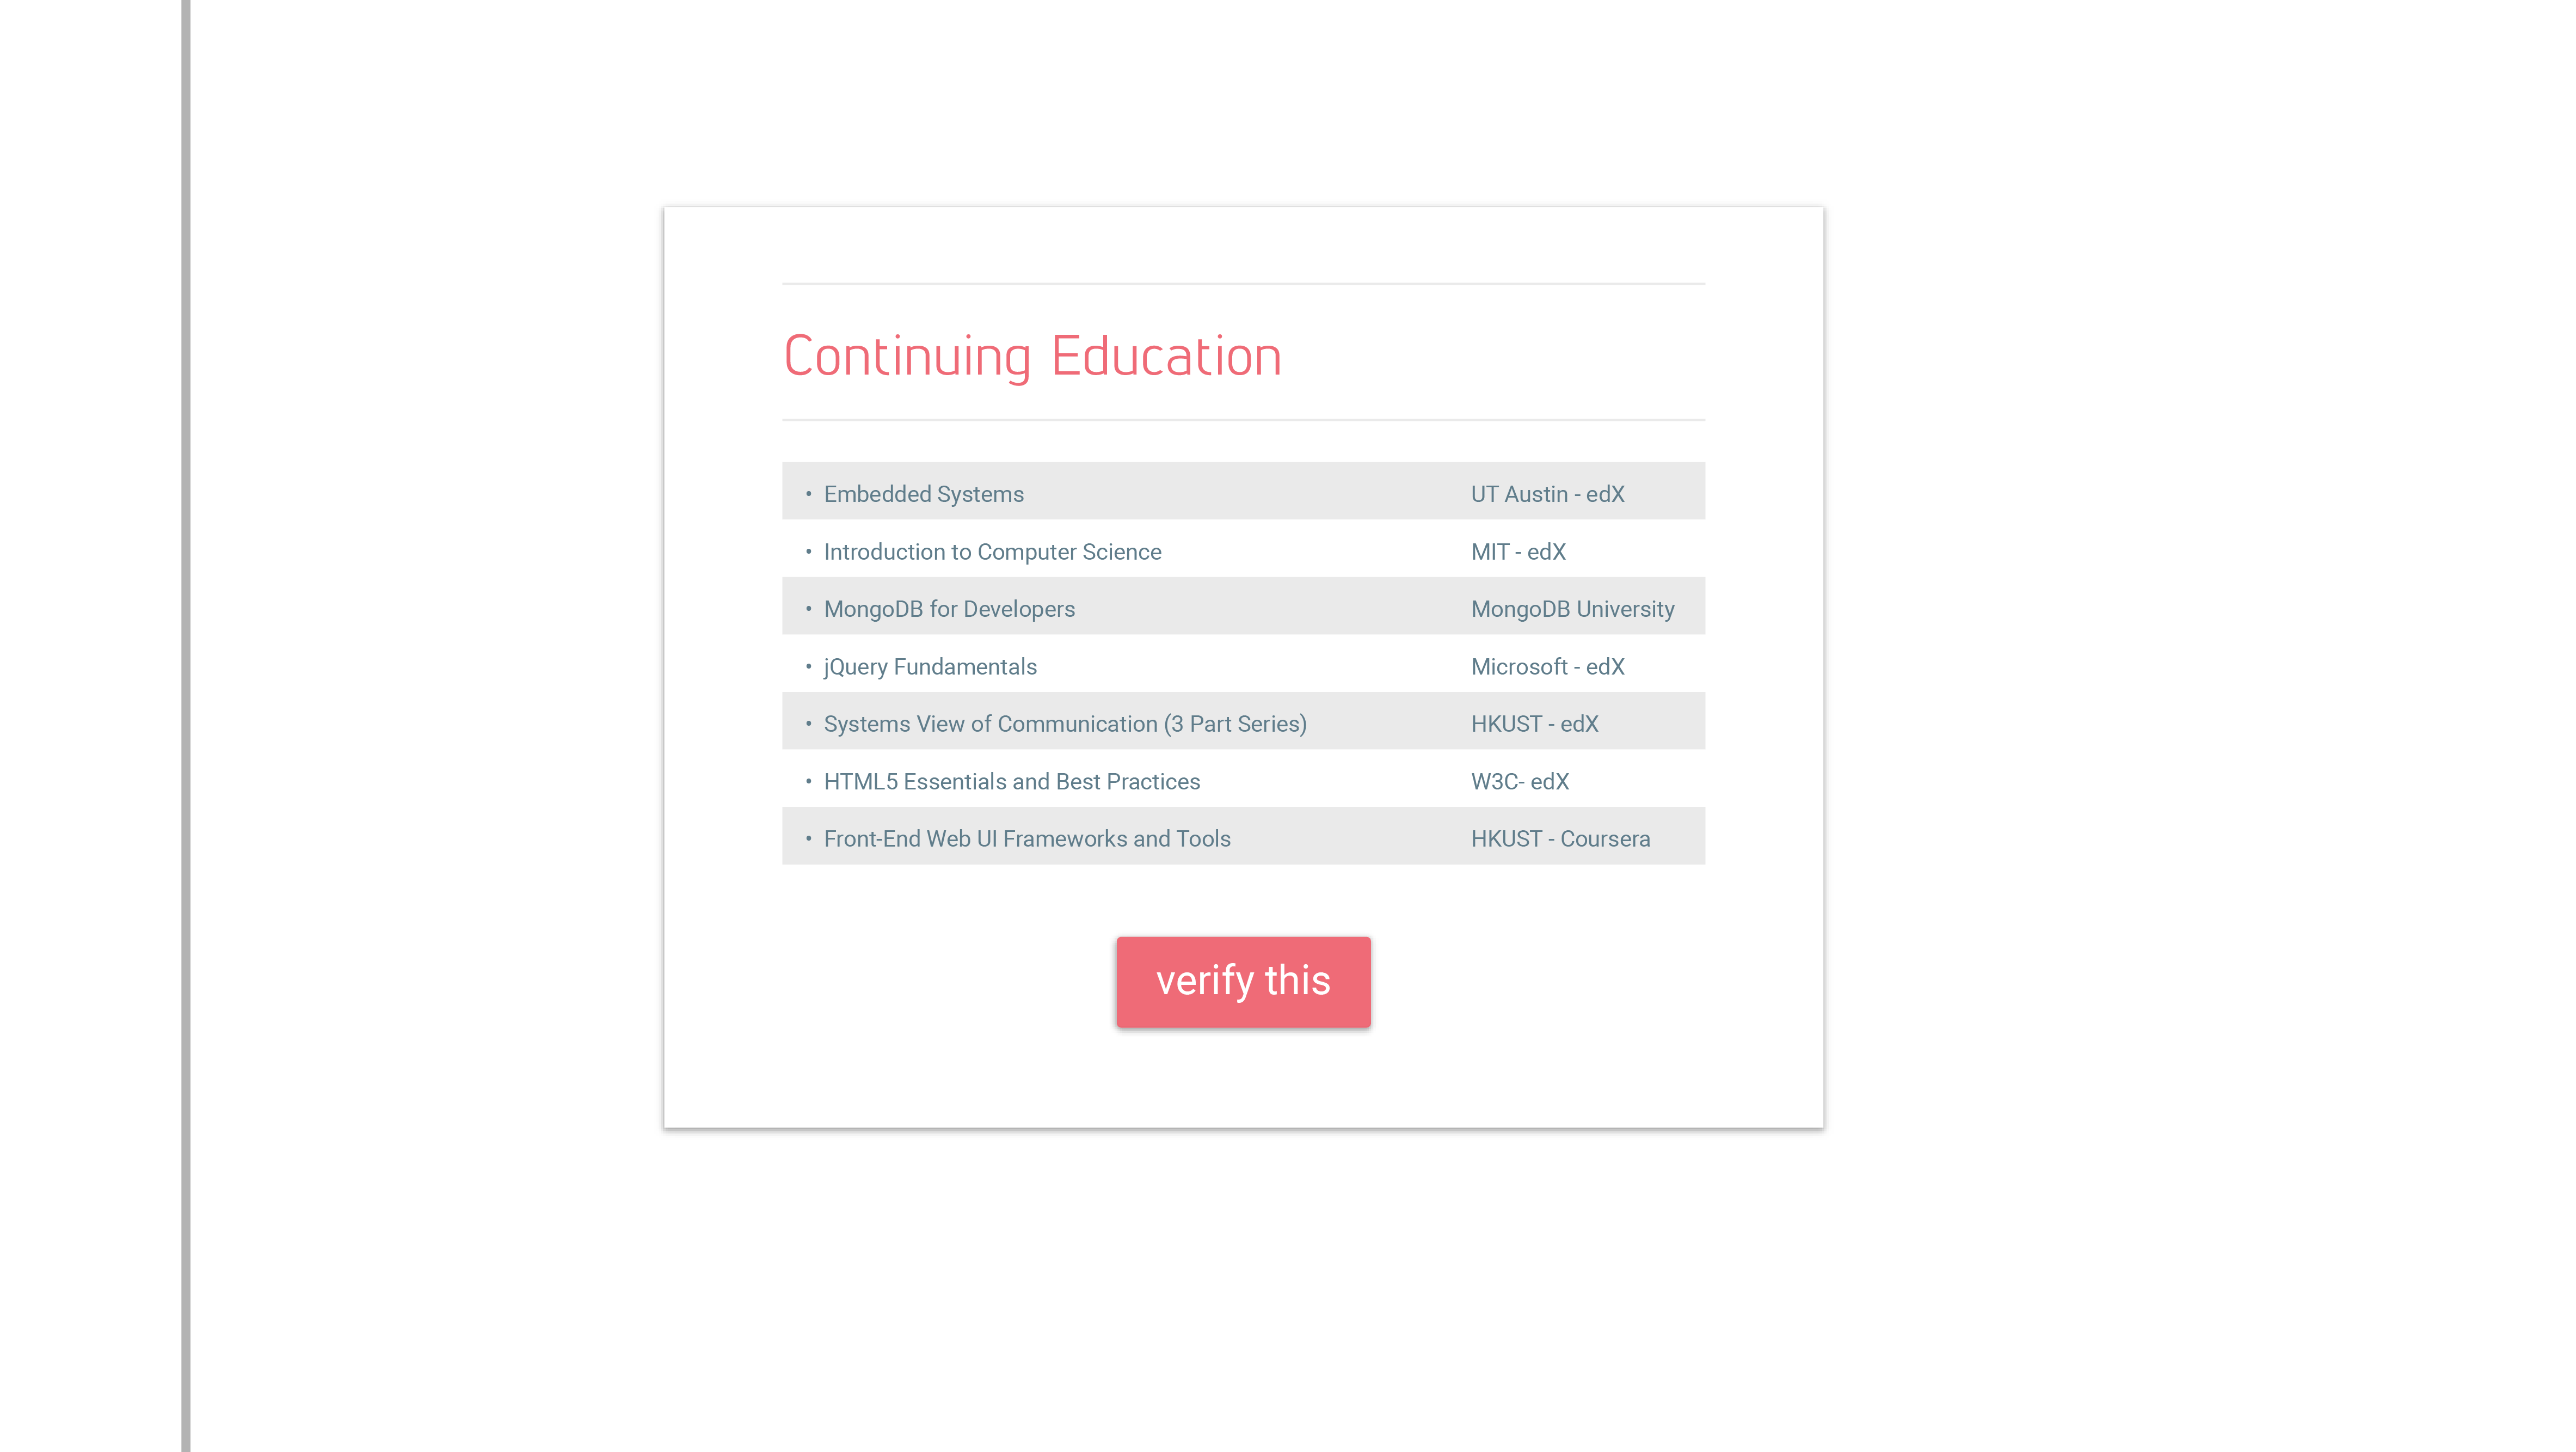 Continuing Education
• Embedded Systems UT Austin - edX
• Introduction to Computer Science MIT - edX
• MongoDB for Developers MongoDB University
• jQuery Fundamentals Microsoft - edX
• Systems View of Communication (3 Part Series) HKUST - edX
• HTML5 Essentials and Best Practices W3C- edX
• Front-End Web UI Frameworks and Tools HKUST - Coursera
verify this